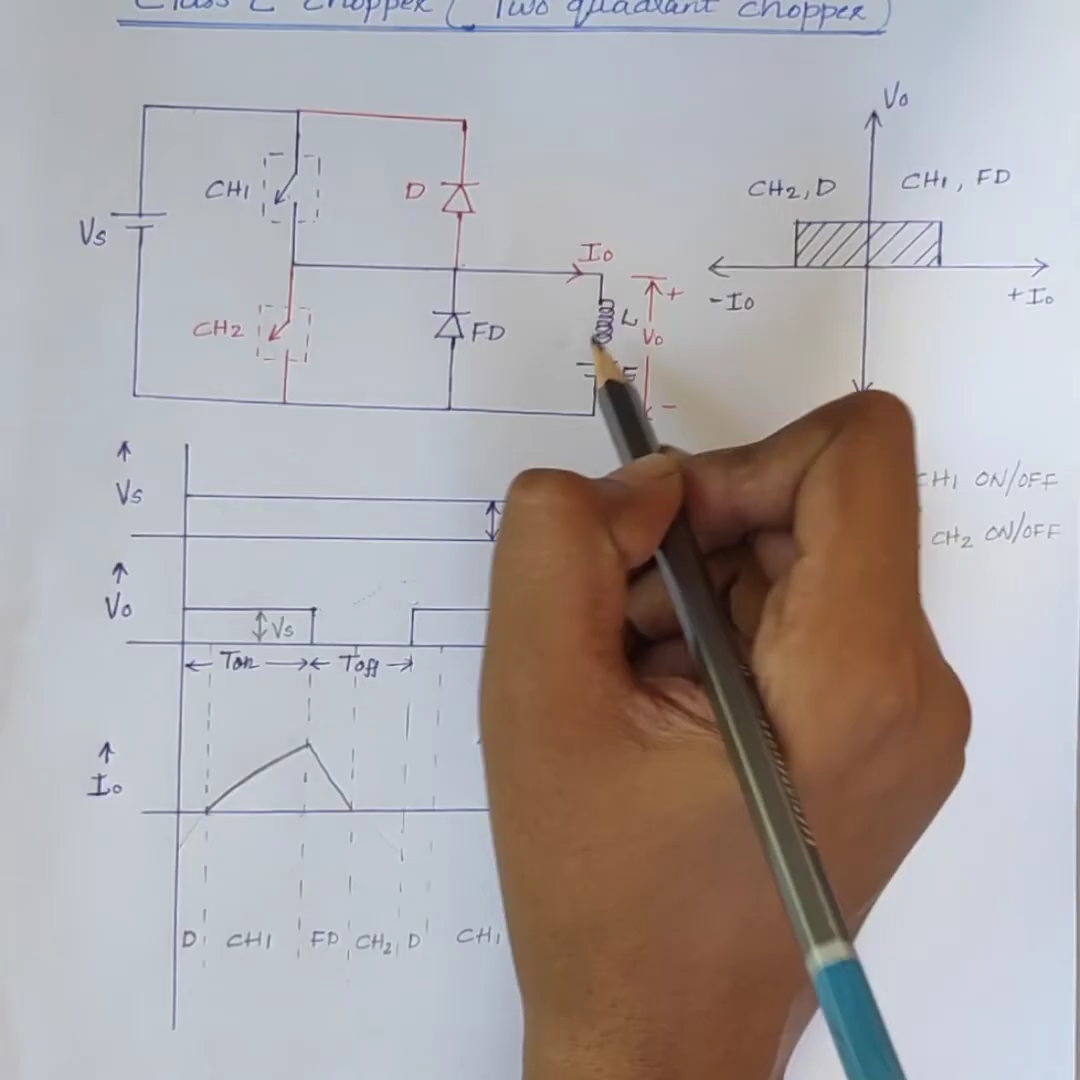 Class C Chopper ( Two quadrant chopper)
Vo
CH1
D
CH2, D
CH1, FD
Vs
Io
+
-Io
+Io
L
CH2
FD
Vo
E
-
Vs
CH1 ON/OFF
CH2 ON/OFF
Vo
Vs
Ton
Toff
Io
D
CH1
FD
CH2
D
CH1